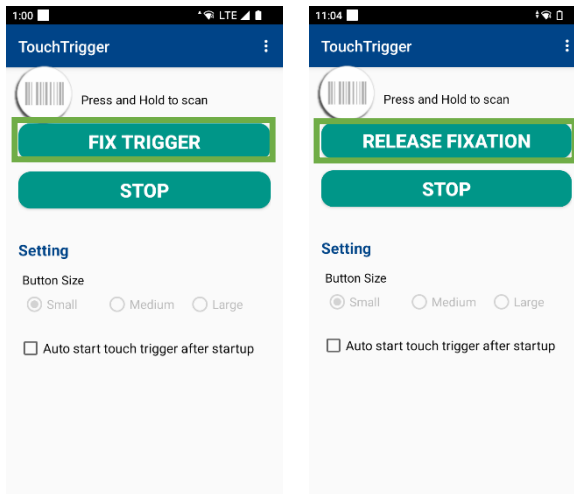 1:00
LTE
TouchTrigger
Press and Hold to scan
FIX TRIGGER
STOP
Setting
Button Size
Small Medium Large
Auto start touch trigger after startup
11:04
TouchTrigger
Press and Hold to scan
RELEASE FIXATION
STOP
Setting
Button Size
Small Medium Large
Auto start touch trigger after startup